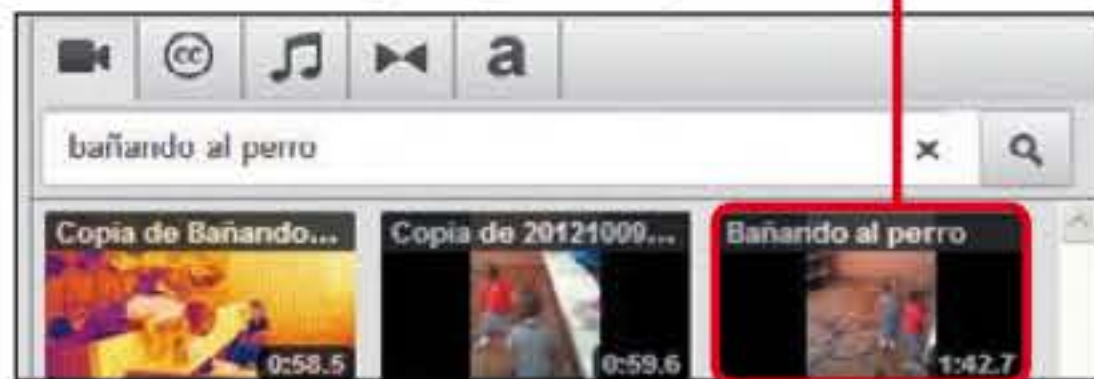 cc
a
bañando al perro
Copia de Bañando... Copia de 20121009... Bañando al perro
0:58.5 0:59.6 1:42.7